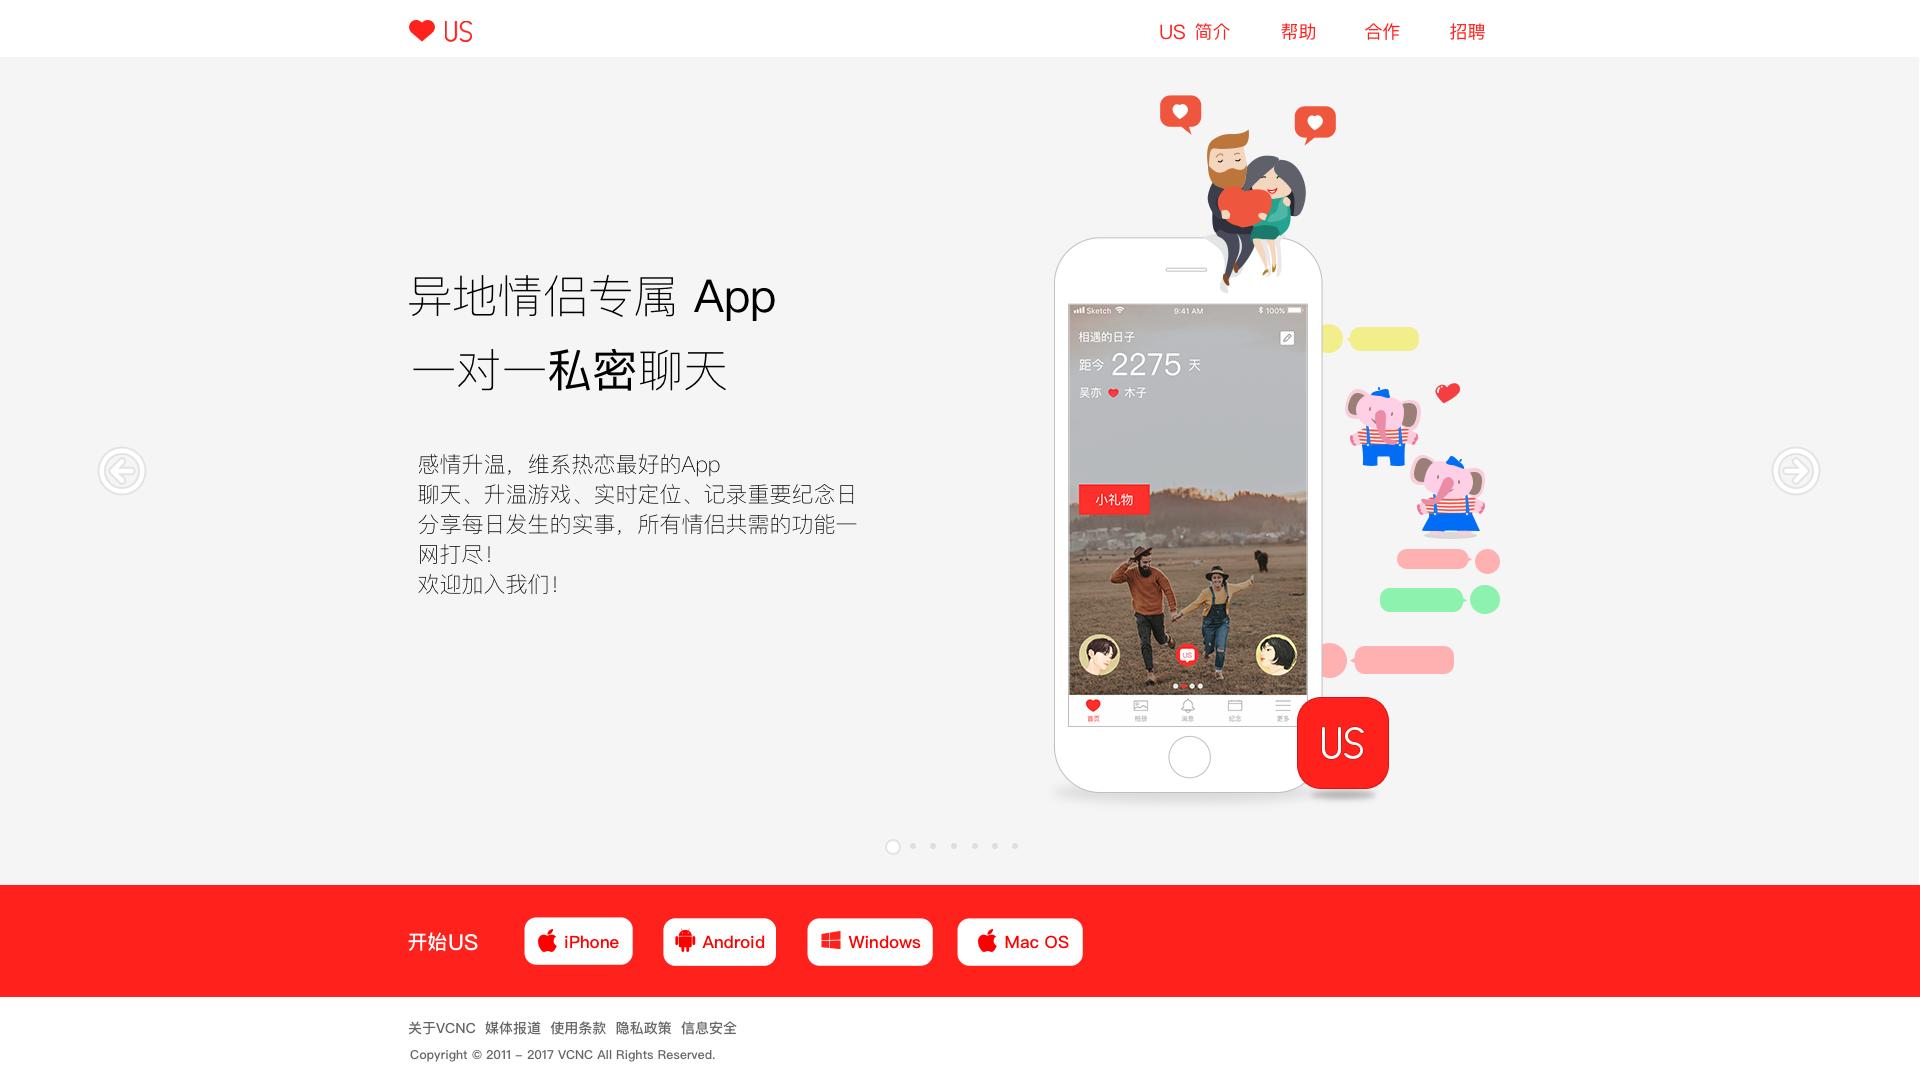 US
US 简介 帮助 合作 招聘
异地情侣专属 App
一对一私密聊天
感情升温，维系热恋最好的App
聊天、升温游戏、实时定位、记录重要纪念日
分享每日发生的实事，所有情侣共需的功能一
网打尽！
欢迎加入我们！
Sketch 9:41 AM 100%
相遇的日子
距今 2275 天
吴亦 木子
小礼物
US
首页 相册 消息 纪念 更多
US
开始US iPhone Android Windows Mac OS
关于VCNC 媒体报道 使用条款 隐私政策 信息安全
Copyright © 2011 - 2017 VCNC All Rights Reserved.